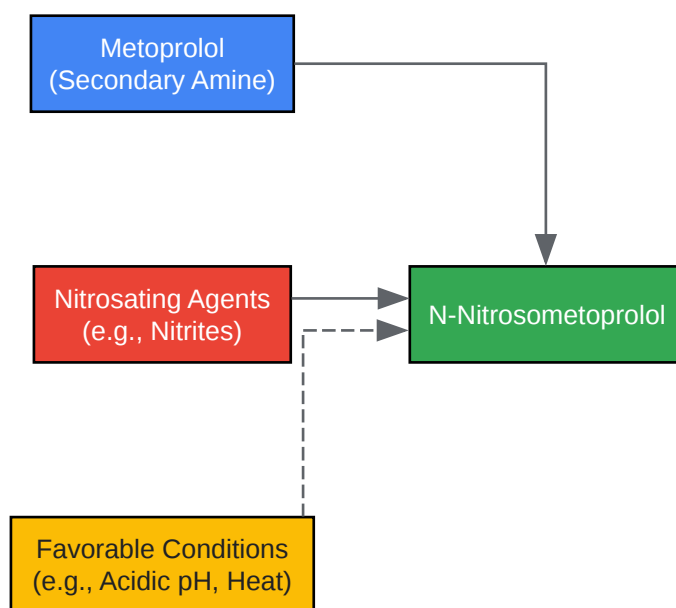 Metoprolol
(Secondary Amine)
Nitrosating Agents
(e.g., Nitrites)
N-Nitrosometoprolol
Favorable Conditions
(e.g., Acidic pH, Heat)